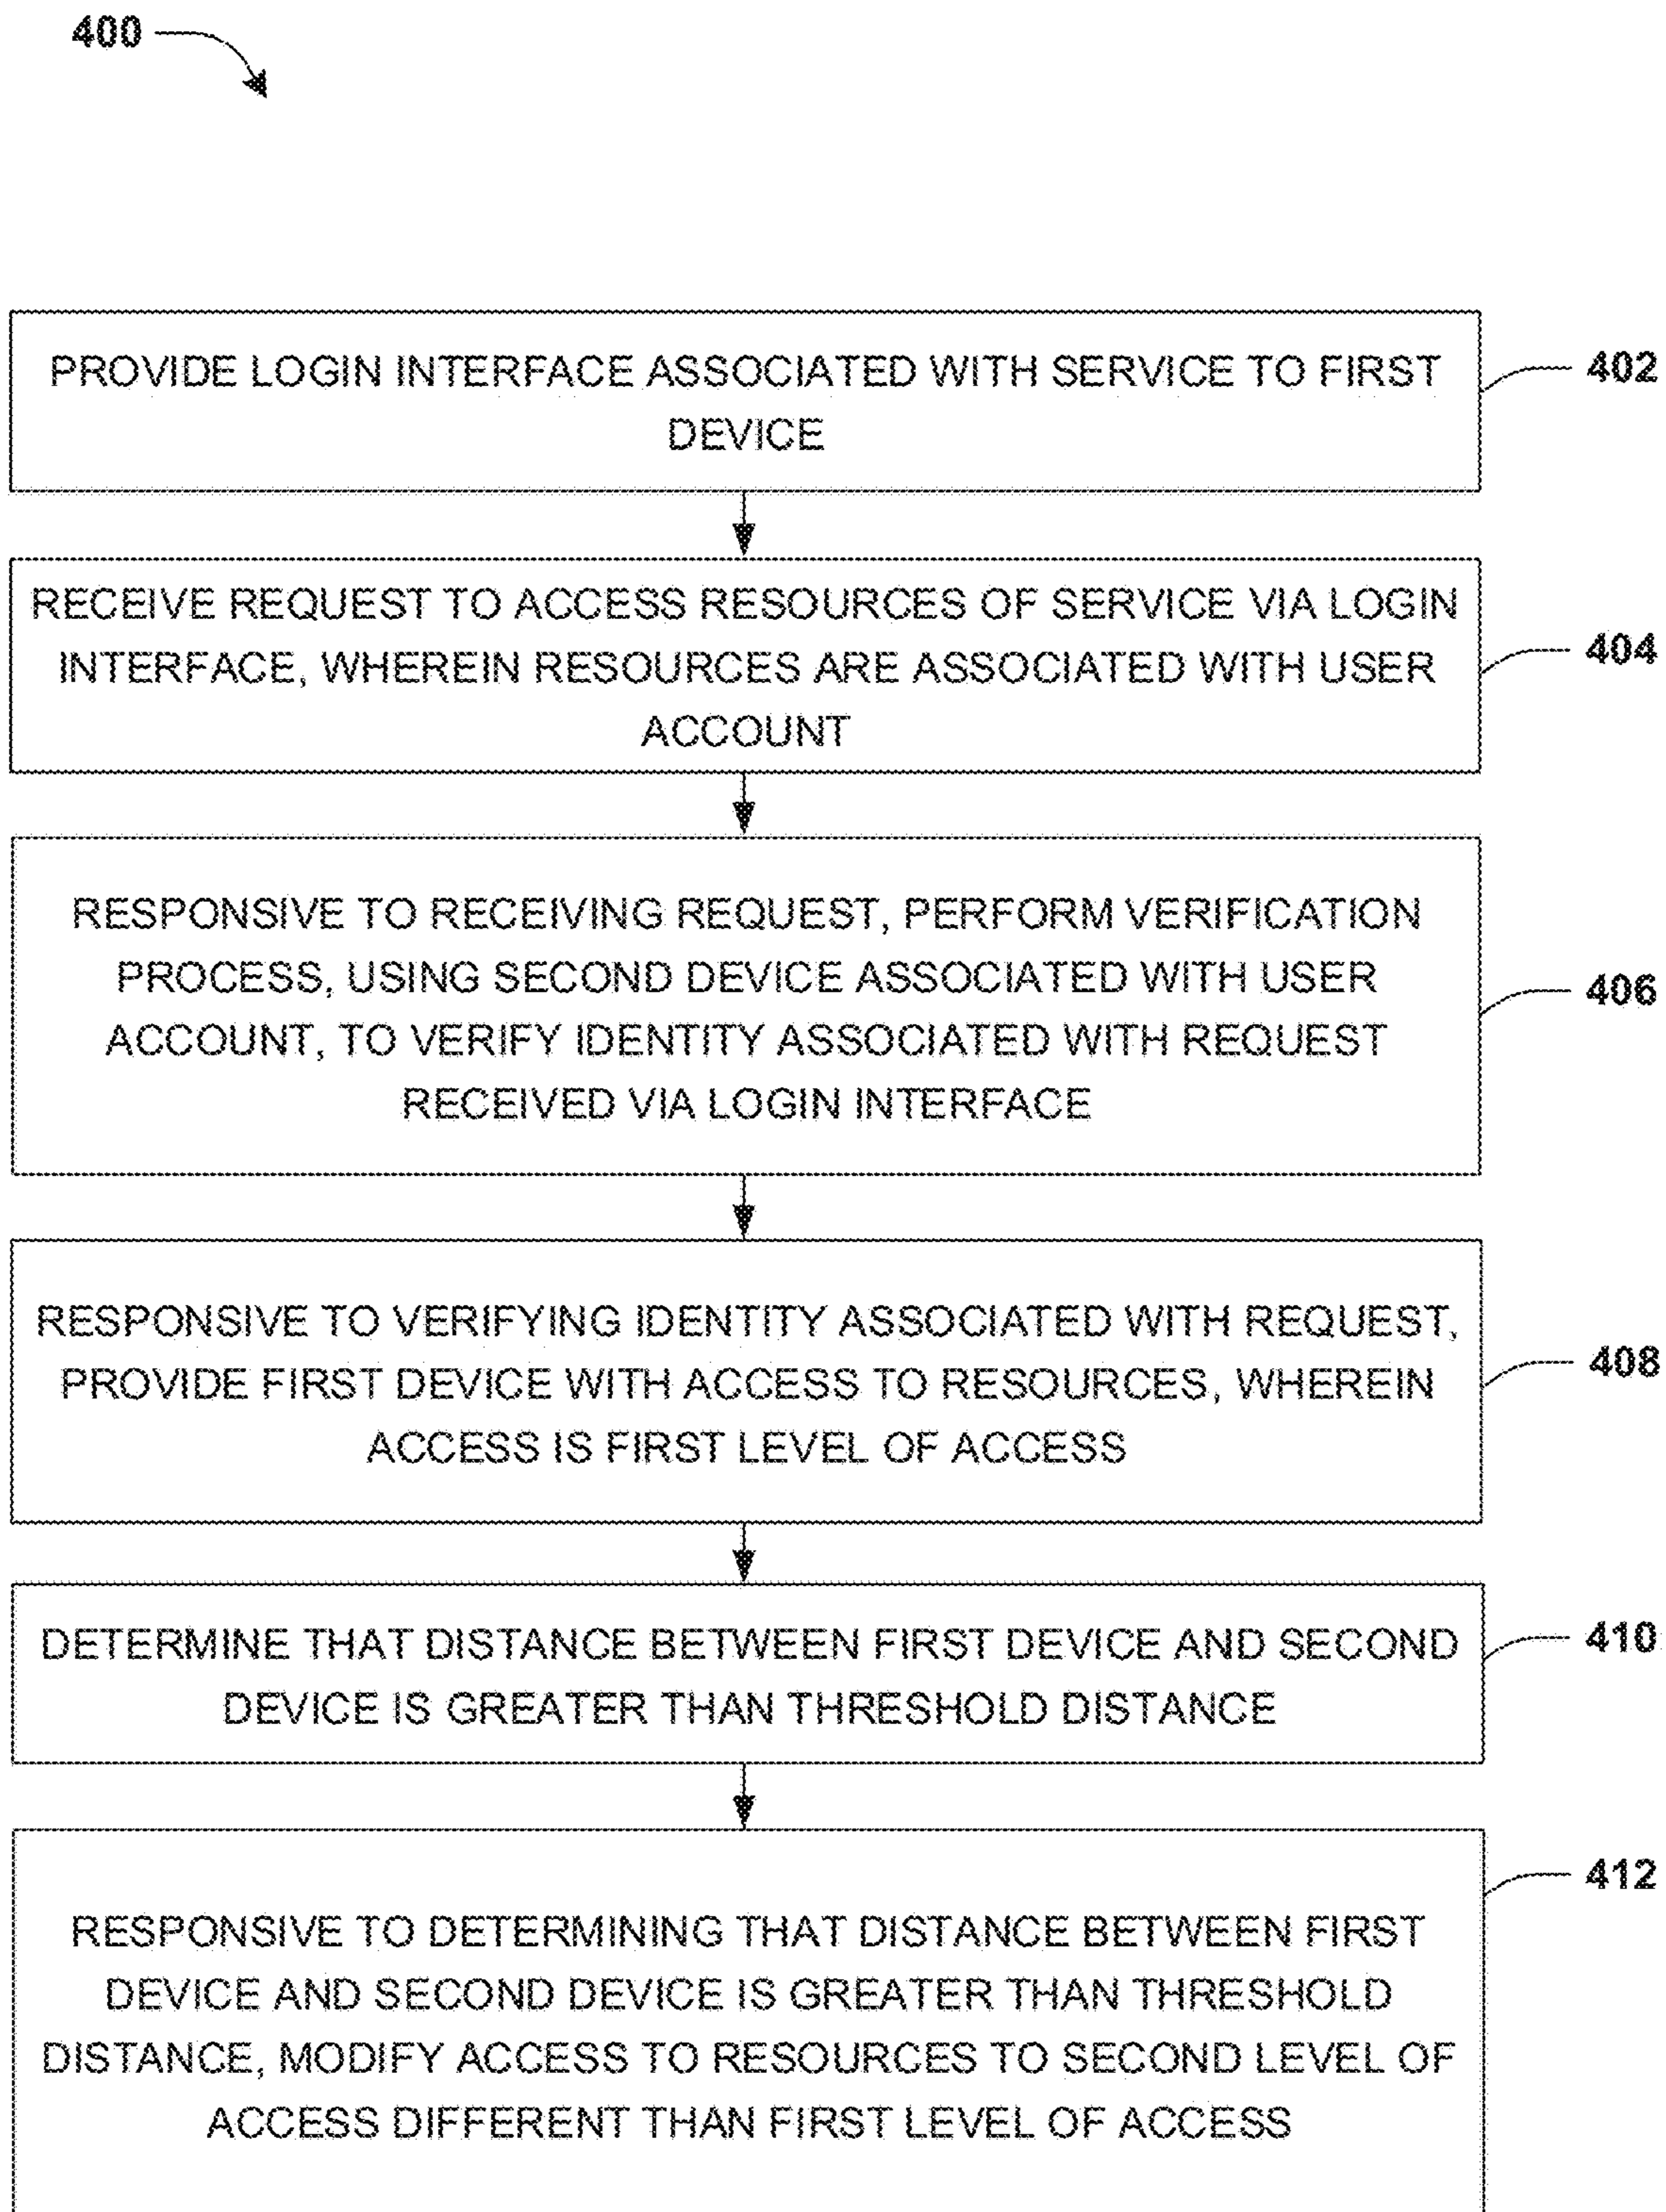 400
PROVIDE LOGIN INTERFACE ASSOCIATED WITH SERVICE TO FIRST
DEVICE
402
RECEIVE REQUEST TO ACCESS RESOURCES OF SERVICE VIA LOGIN
INTERFACE, WHEREIN RESOURCES ARE ASSOCIATED WITH USER
ACCOUNT
404
RESPONSIVE TO RECEIVING REQUEST, PERFORM VERIFICATION
PROCESS, USING SECOND DEVICE ASSOCIATED WITH USER
ACCOUNT, TO VERIFY IDENTITY ASSOCIATED WITH REQUEST
RECEIVED VIA LOGIN INTERFACE
406
RESPONSIVE TO VERIFYING IDENTITY ASSOCIATED WITH REQUEST,
PROVIDE FIRST DEVICE WITH ACCESS TO RESOURCES, WHEREIN
ACCESS IS FIRST LEVEL OF ACCESS
408
DETERMINE THAT DISTANCE BETWEEN FIRST DEVICE AND SECOND
DEVICE IS GREATER THAN THRESHOLD DISTANCE
410
RESPONSIVE TO DETERMINING THAT DISTANCE BETWEEN FIRST
DEVICE AND SECOND DEVICE IS GREATER THAN THRESHOLD
DISTANCE, MODIFY ACCESS TO RESOURCES TO SECOND LEVEL OF
ACCESS DIFFERENT THAN FIRST LEVEL OF ACCESS
412